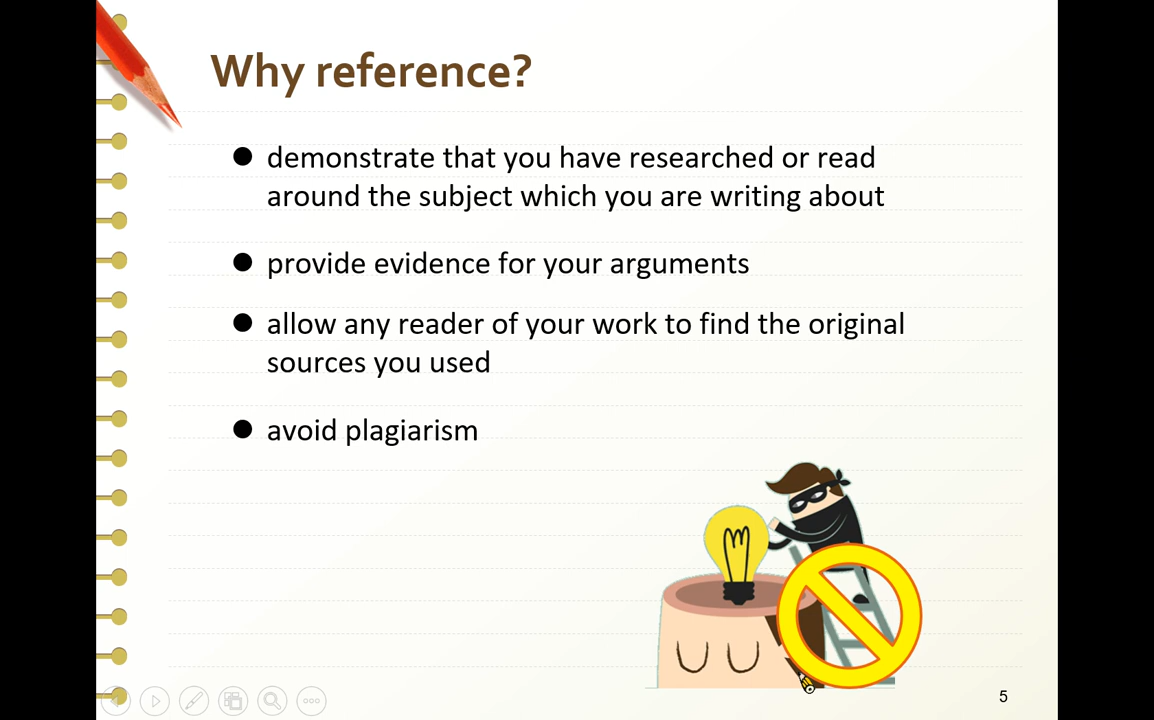 Why reference?
● demonstrate that you have researched or read
around the subject which you are writing about
● provide evidence for your arguments
● allow any reader of your work to find the original
sources you used
● avoid plagiarism
5